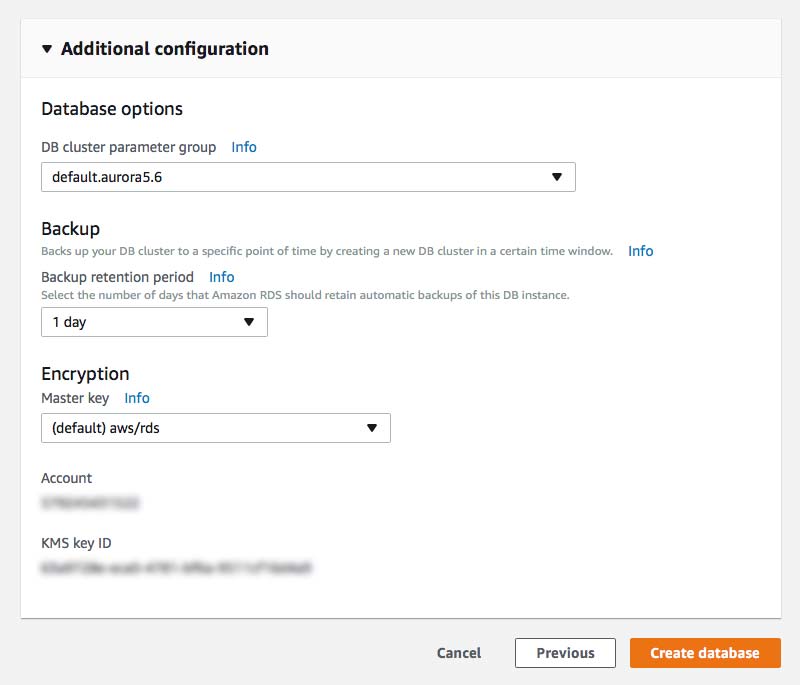 Additional configuration
Database options
DB cluster parameter group Info
default.aurora5.6
Backup
Backs up your DB cluster to a specific point of time by creating a new DB cluster in a certain time window. Info
Backup retention period Info
Select the number of days that Amazon RDS should retain automatic backups of this DB instance.
1 day
Encryption
Master key Info
(default) aws/rds
Account
KMS key ID
Cancel Previous Create database